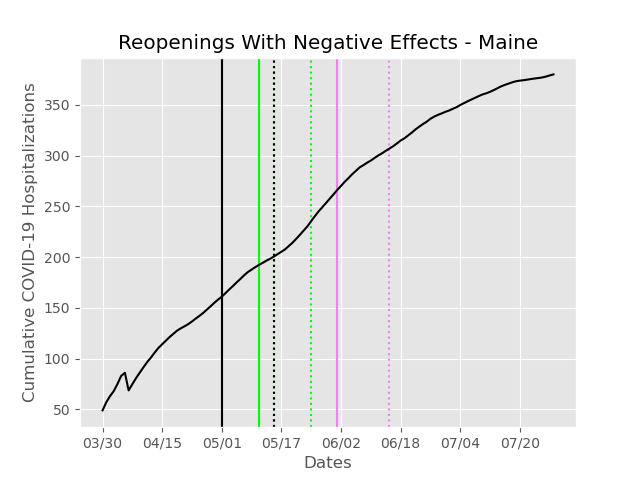 Reopenings With Negative Effects - Maine
Cumulative COVID-19 Hospitalizations
350
300
250
200
150
100
50
03/30 04/15 05/01 05/17 06/02 06/18 07/04 07/20
Dates